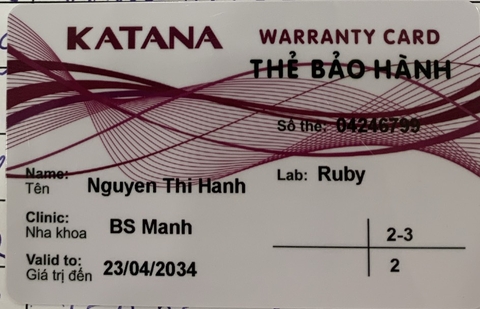 KATANA WARRANTY CARD
THẺ BẢO HÀNH
Số thẻ: 04246795
Name:
Tên Nguyen Thi Hanh Lab: Ruby
Clinic:
Nha khoa BS Manh
2-3
Valid to:
Giá trị đến 23/04/2034
2